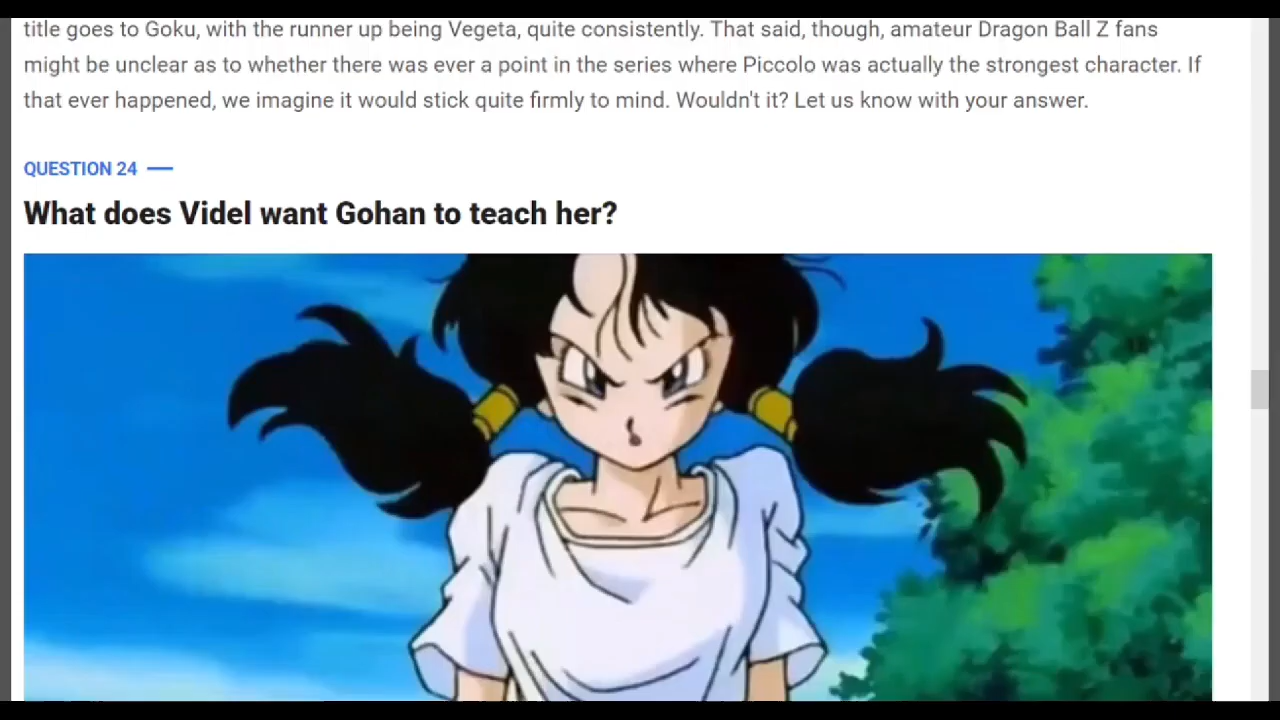 title goes to Goku, with the runner up being Vegeta, quite consistently. That said, though, amateur Dragon Ball Z fans
might be unclear as to whether there was ever a point in the series where Piccolo was actually the strongest character. If
that ever happened, we imagine it would stick quite firmly to mind. Wouldn't it? Let us know with your answer.
QUESTION 24
What does Videl want Gohan to teach her?